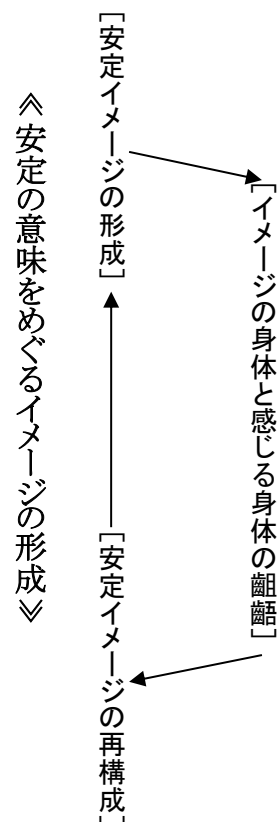 ［イメージの身体と感じる身体の齟齬］
［安定イメージの形成］
［安定イメージの再構成］
≪安定の意味をめぐるイメージの形成≫